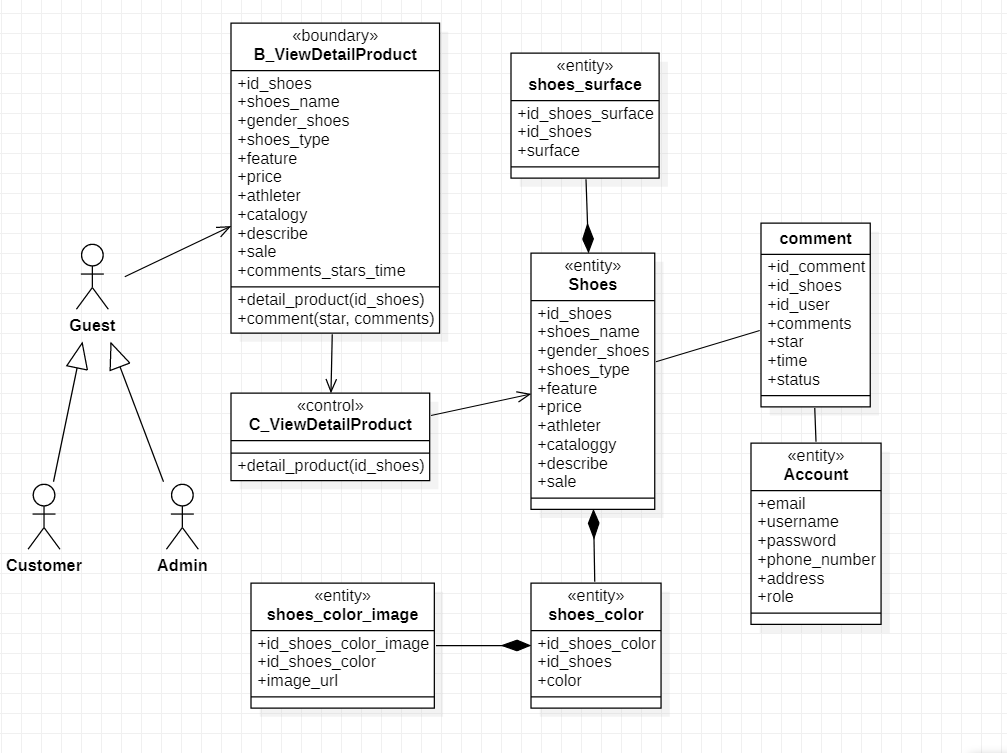 «boundary»
B_ViewDetailProduct
+id_shoes
+shoes_name
+gender_shoes
+shoes_type
+feature
+price
+athleter
+catalogy
+describe
+sale
+comments_stars_time
+detail_product(id_shoes)
+comment(star, comments)
«entity»
shoes_surface
+id_shoes_surface
+id_shoes
+surface
Guest
«entity»
Shoes
+id_shoes
+shoes_name
+gender_shoes
+shoes_type
+feature
+price
+athleter
+cataloggy
+describe
+sale
comment
+id_comment
+id_shoes
+id_user
+comments
+star
+time
+status
«control»
C_ViewDetailProduct
+detail_product(id_shoes)
«entity»
Account
+email
+username
+password
+phone_number
+address
+role
Customer
Admin
«entity»
shoes_color_image
+id_shoes_color_image
+id_shoes_color
+image_url
«entity»
shoes_color
+id_shoes_color
+id_shoes
+color